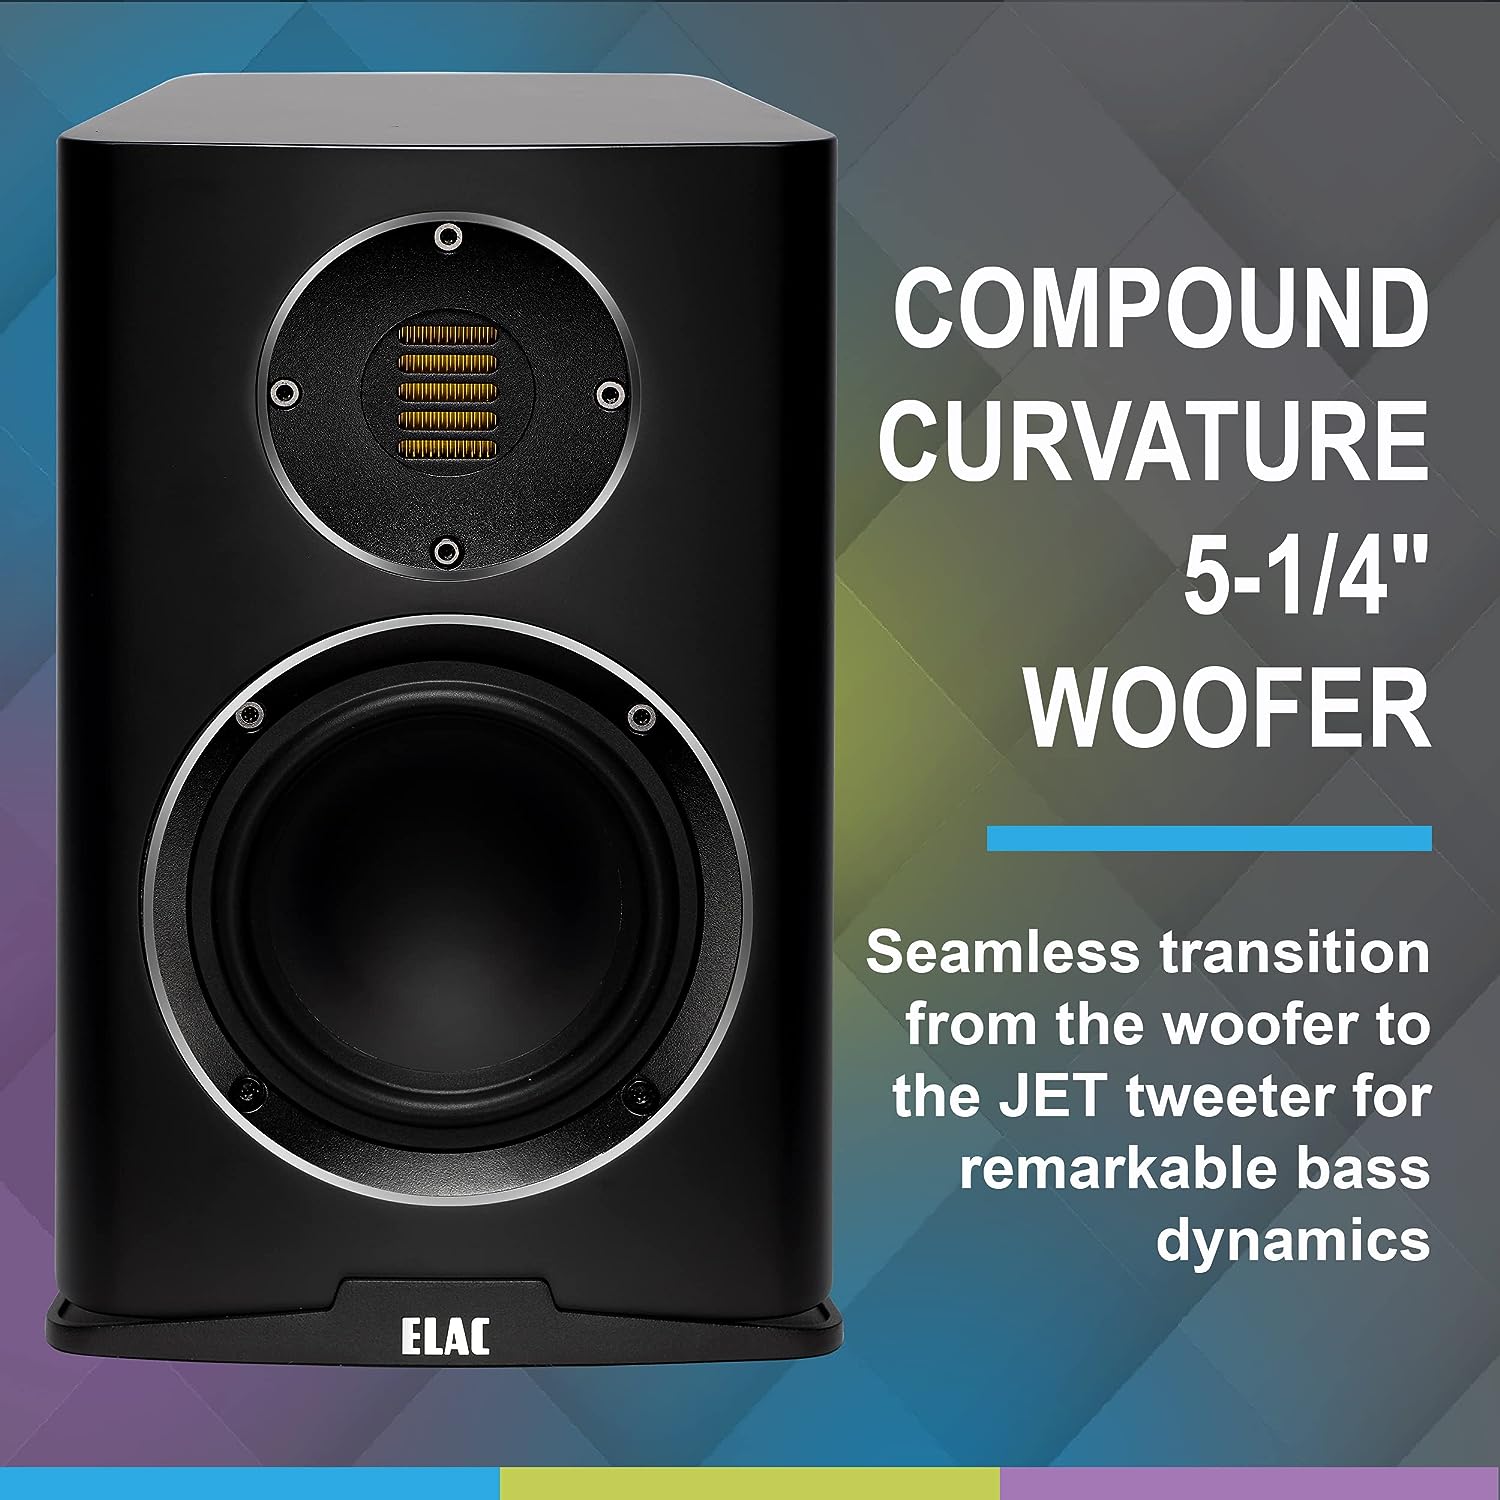 COMPOUND
CURVATURE
5-1/4"
WOOFER
Seamless transition
from the woofer to
the JET tweeter for
remarkable bass
dynamics
ELAC